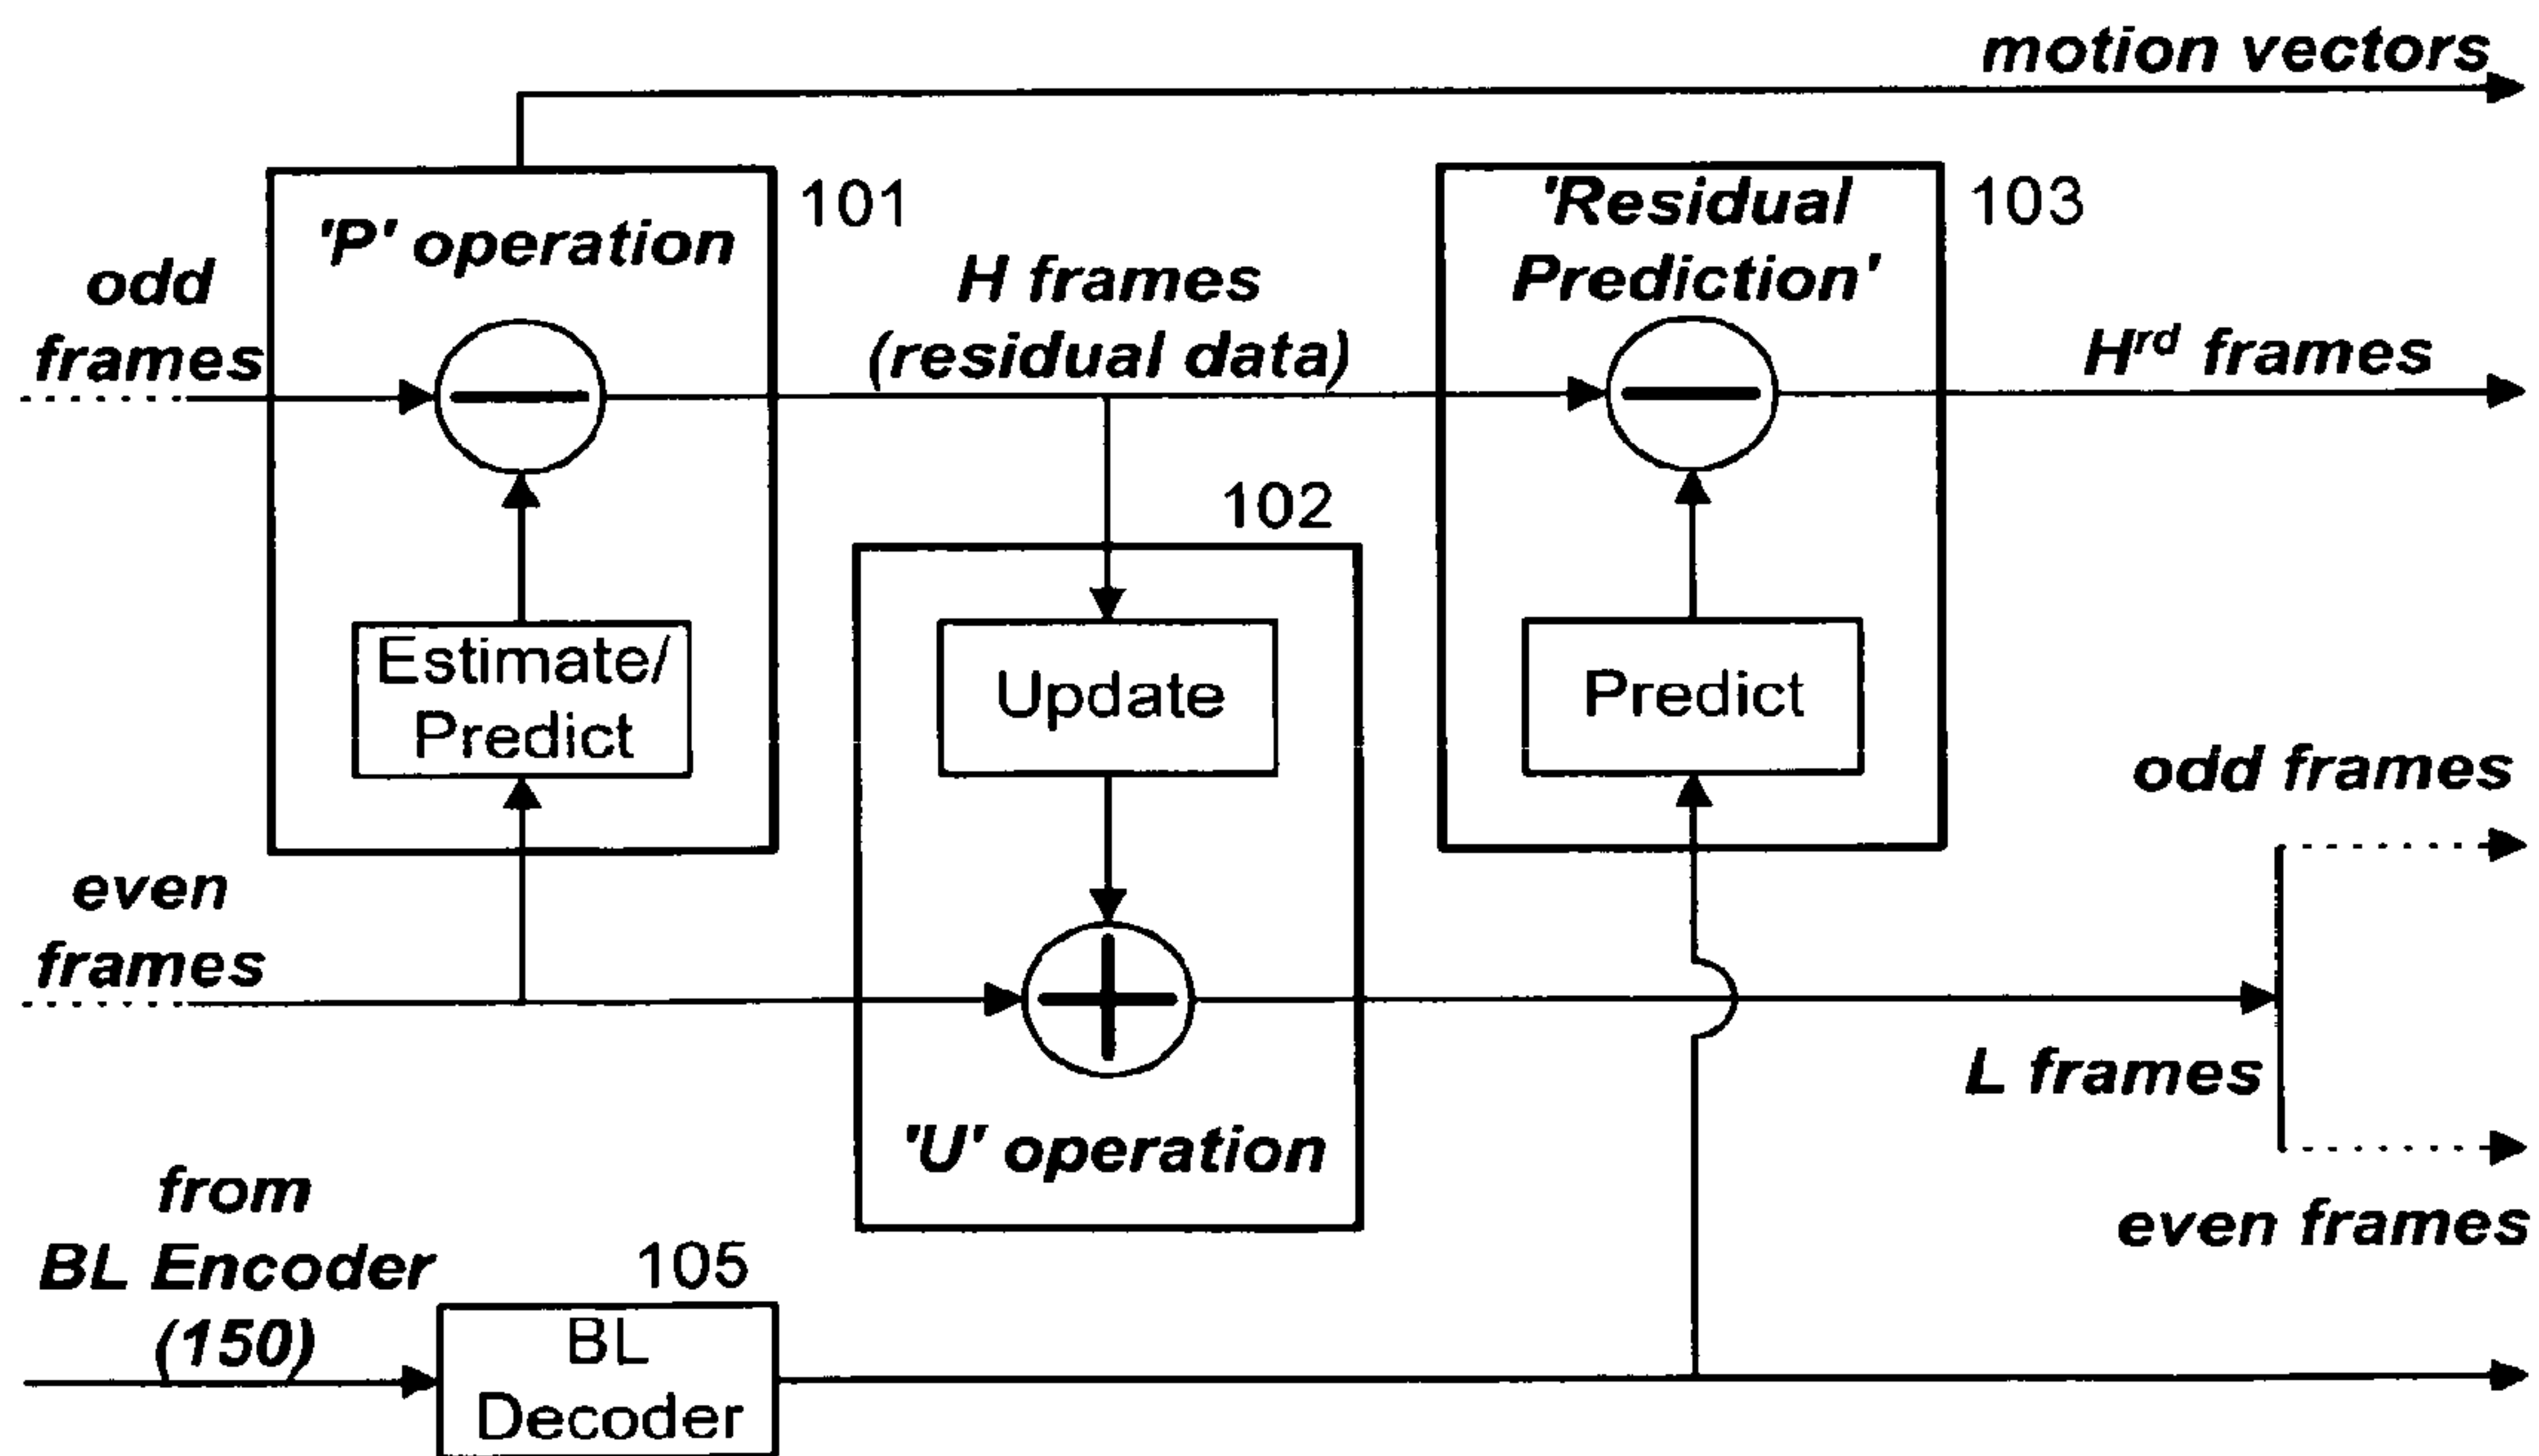 motion vectors
101
'P' operation
odd
frames
H frames
(residual data)
'Residual
Prediction'
103
H^rd frames
102
Estimate/
Predict
Update
Predict
odd frames
even
frames
L frames
'U' operation
even frames
from
BL Encoder
(150)
105
BL
Decoder